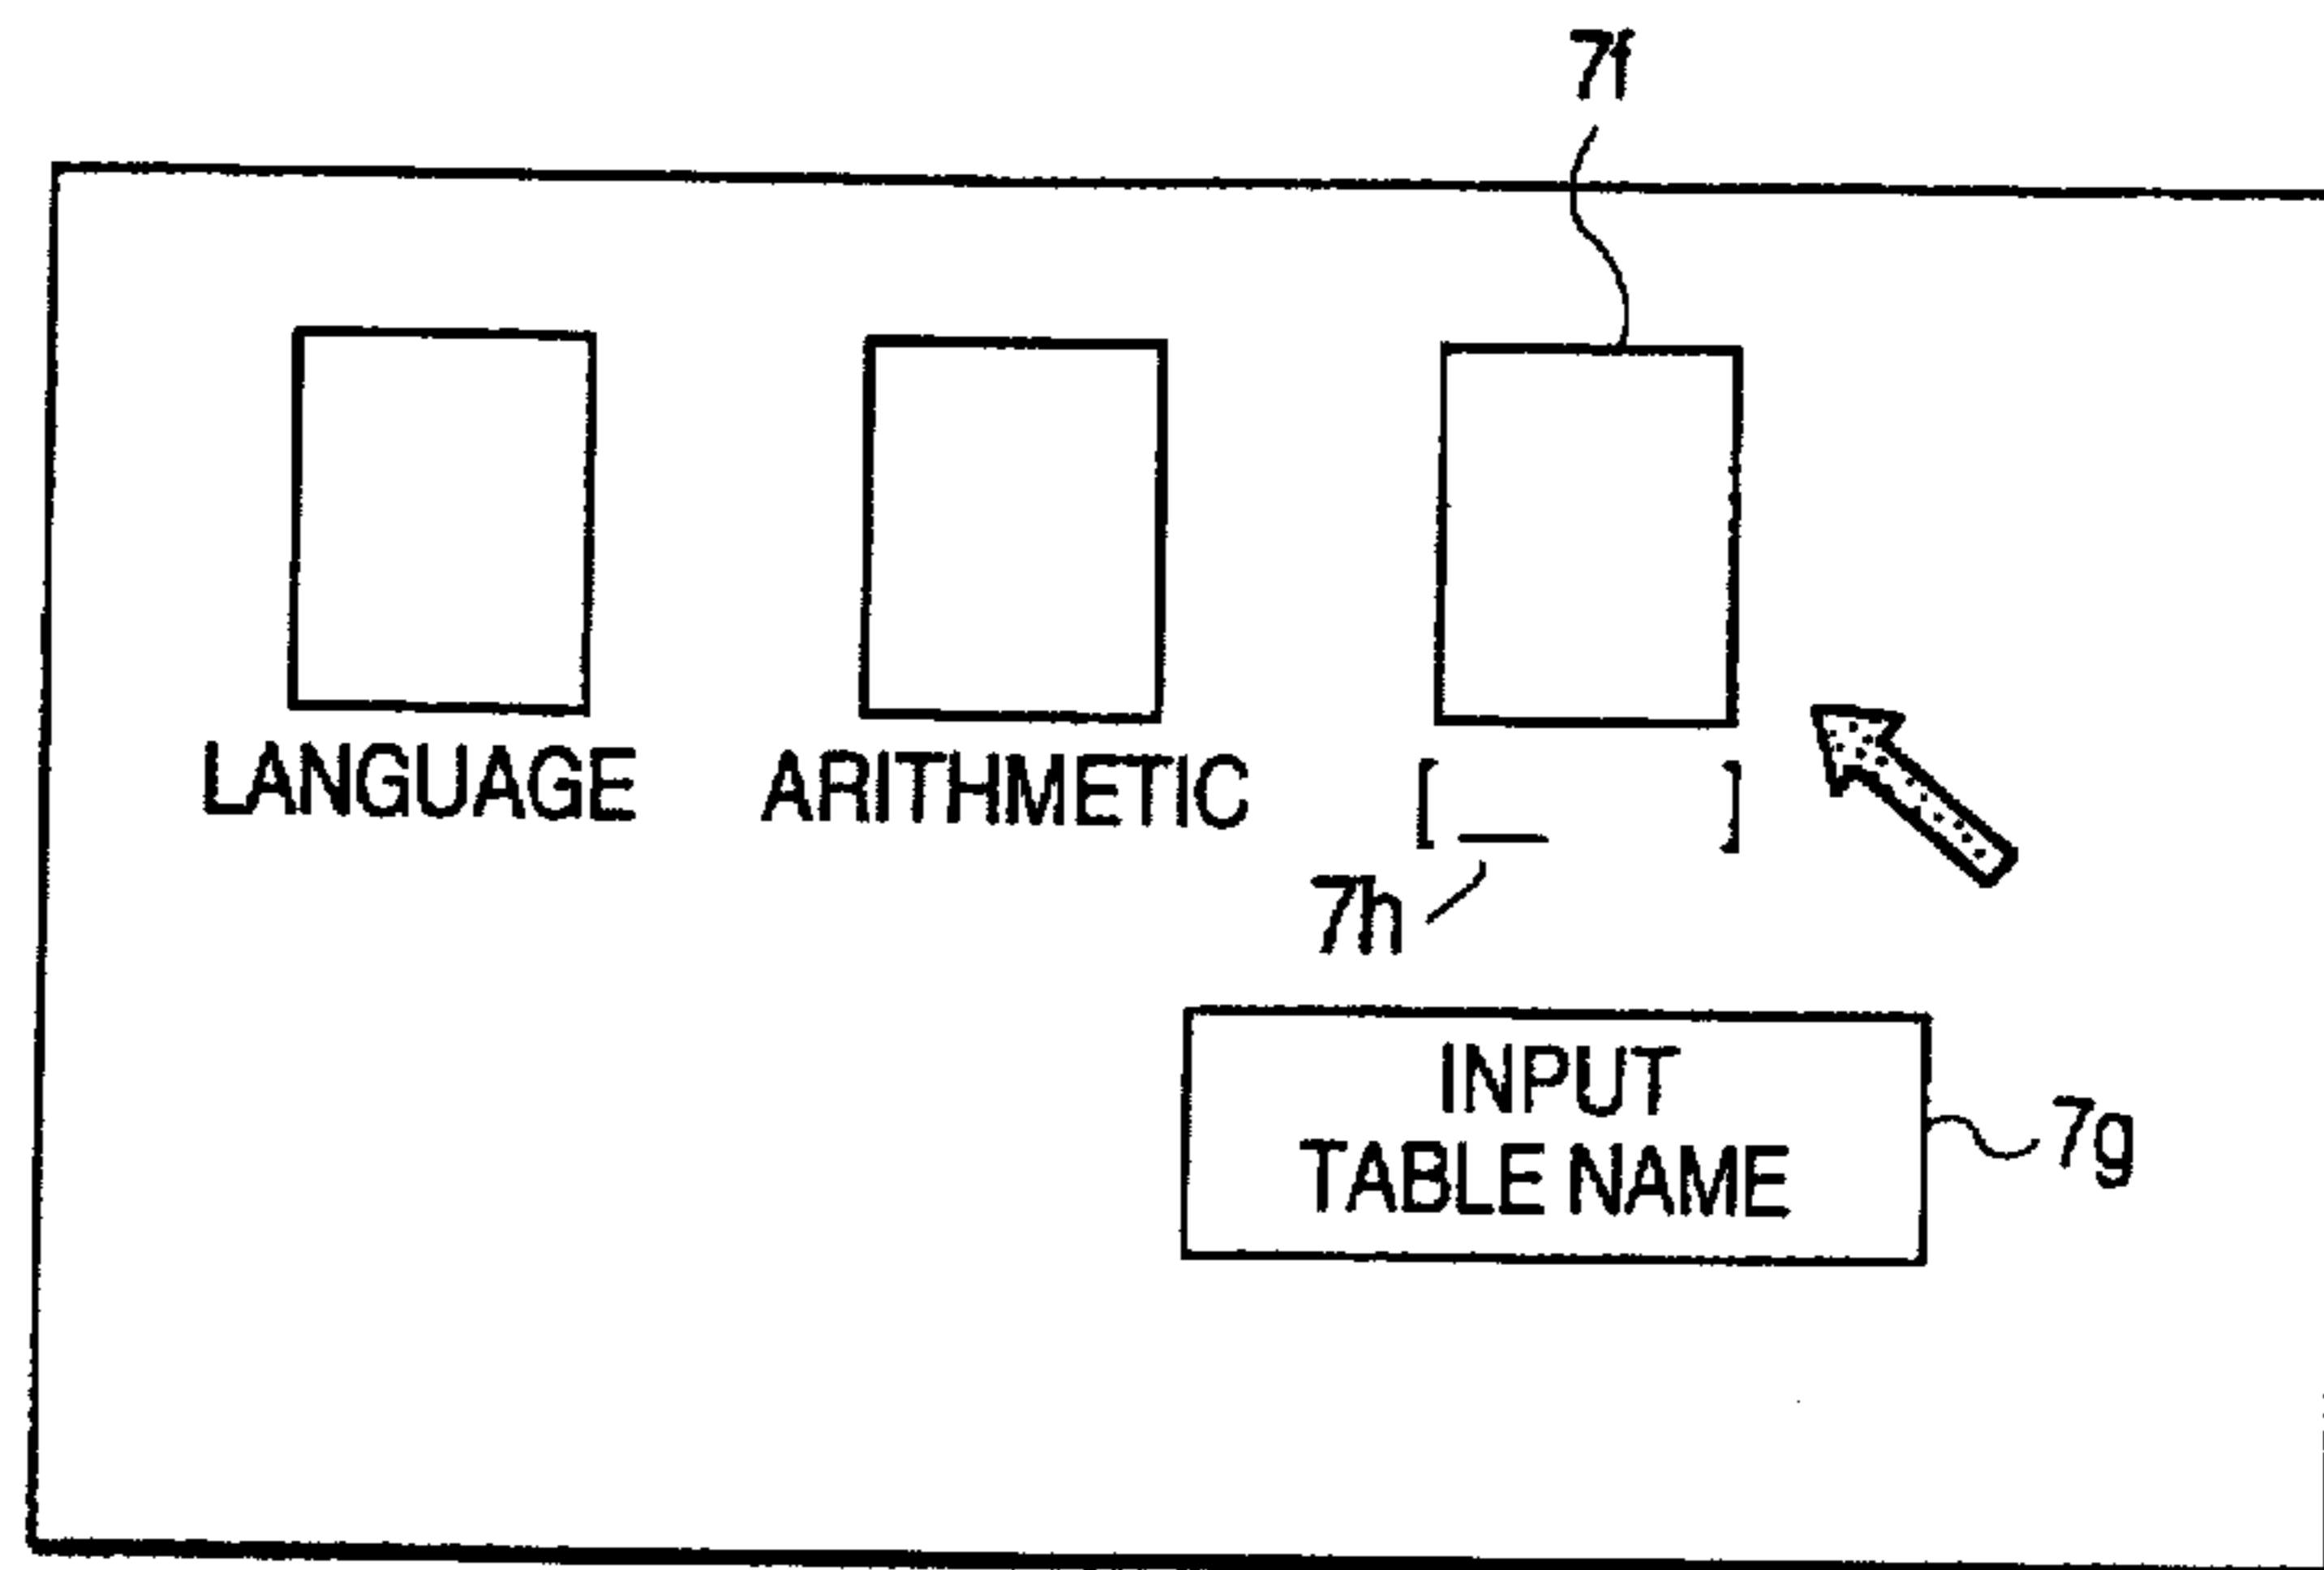 7f
LANGUAGE ARITHMETIC [_ ]
7h
INPUT
TABLE NAME
7g